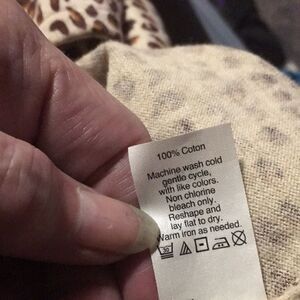 100% Coton
Machine wash cold
gentle cycle,
with like colors.
Non chlorine
bleach only.
Reshape and
lay flat to dry.
Warm iron as needed.